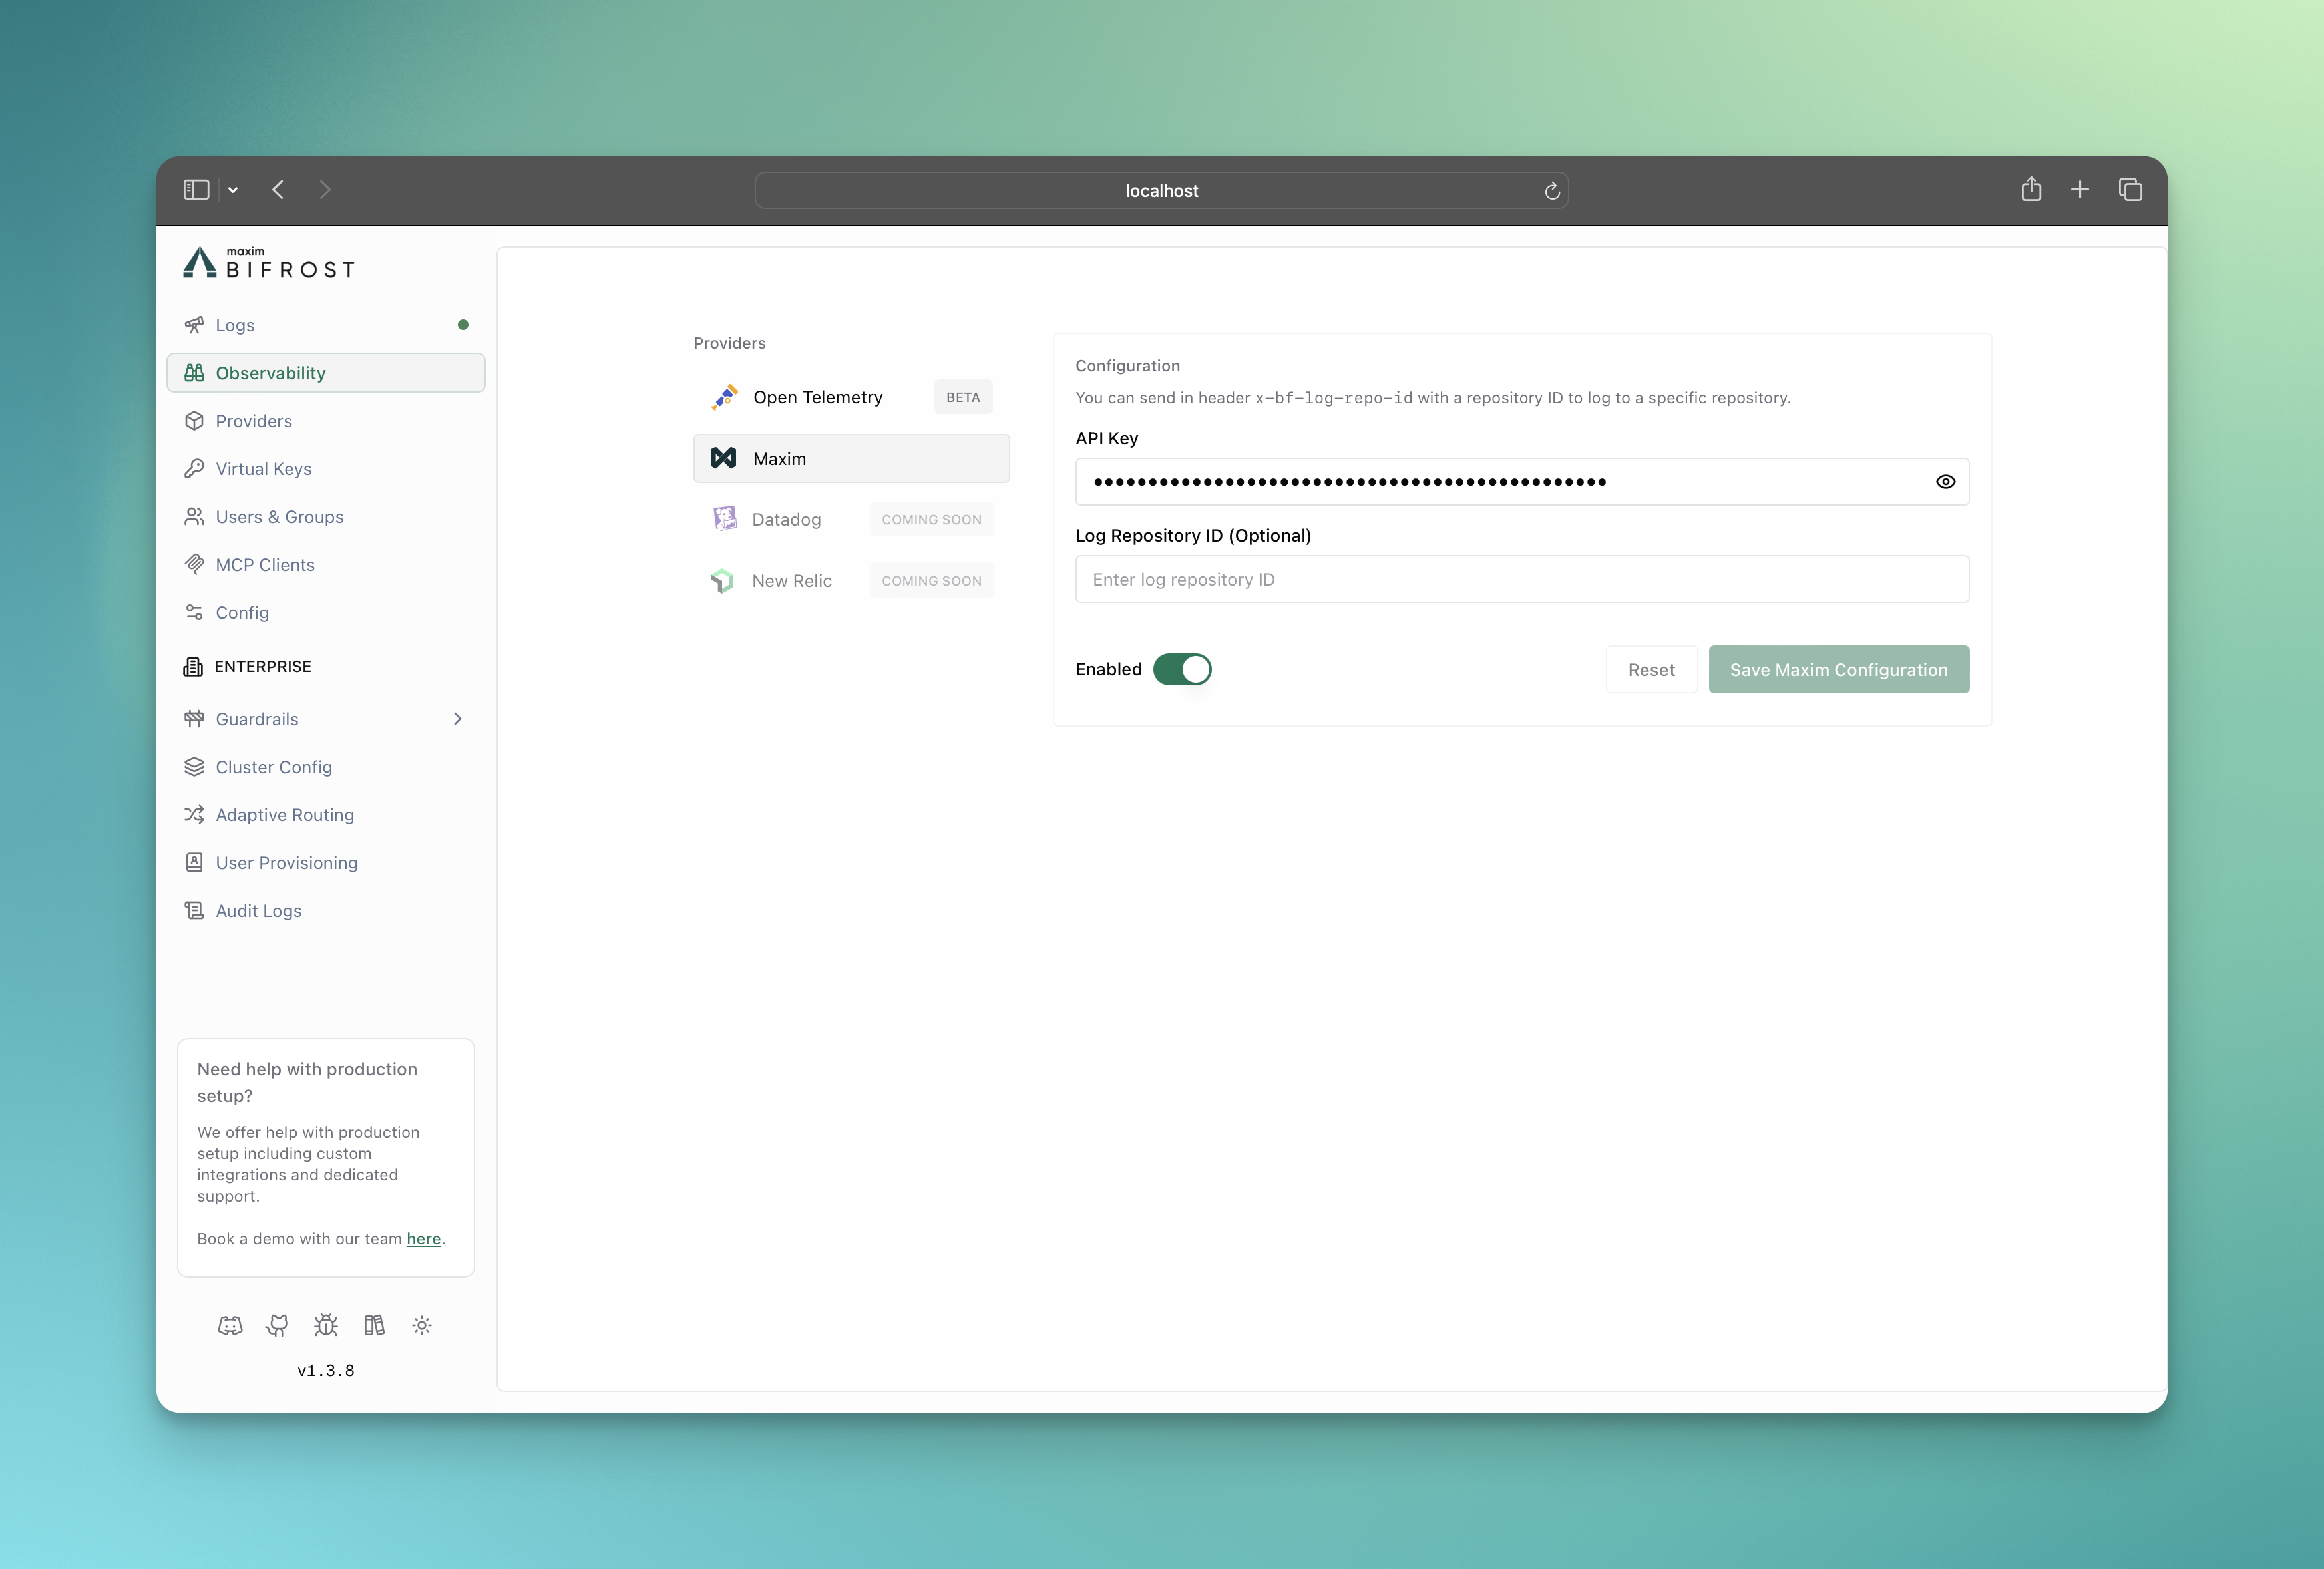 localhost
maxim
BIFROST
Logs
Observability
Providers
Virtual Keys
Users & Groups
MCP Clients
Config
ENTERPRISE
Guardrails
Cluster Config
Adaptive Routing
User Provisioning
Audit Logs
Need help with production
setup?
We offer help with production
setup including custom
integrations and dedicated
support.
Book a demo with our team here.
v1.3.8
Providers
Open Telemetry BETA
Maxim
Datadog COMING SOON
New Relic COMING SOON
Configuration
You can send in header x-bf-log-repo-id with a repository ID to log to a specific repository.
API Key
••••••••••••••••••••••••••••••••••••••••••••••
Log Repository ID (Optional)
Enter log repository ID
Enabled
Reset
Save Maxim Configuration